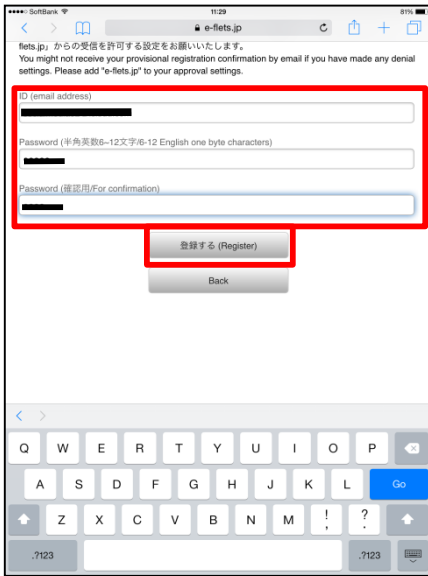 SoftBank 11:29 81%
e-flets.jp
flets.jp」からの受信を許可する設定をお願いいたします。
You might not receive your provisional registration confirmation by email if you have made any denial
settings. Please add "e-flets.jp" to your approval settings.
ID (email address)
Password (半角英数6–12文字/6-12 English one byte characters)
Password (確認用/For confirmation)
登録する (Register)
Back
Q W E R T Y U I O P
A S D F G H J K L Go
Z X C V B N M ! , ? .
.?123 .?123